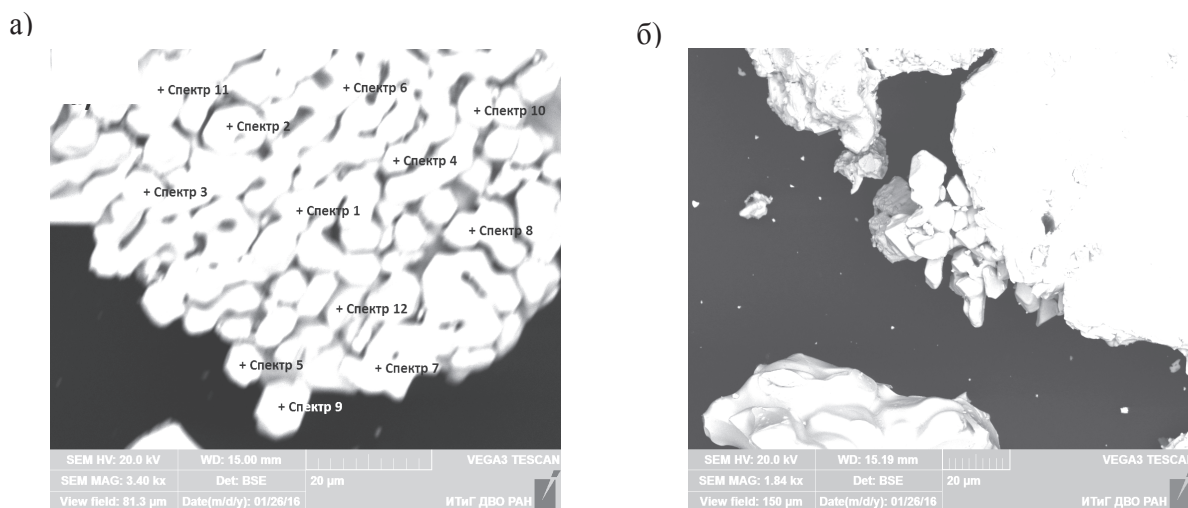 а)
б)
+ Спектр 11
+ Спектр 6
+ Спектр 10
+ Спектр 2
+ Спектр 4
+ Спектр 3
+ Спектр 1
+ Спектр 8
+ Спектр 12
+ Спектр 5
+ Спектр 7
+ Спектр 9
SEM HV: 20.0 kV WD: 15.00 mm VEGA3 TESCAN
SEM MAG: 3.40 kx Det: BSE 20 µm
View field: 81.3 µm Date(m/d/y): 01/26/16 ИТиГ ДВО РАН
SEM HV: 20.0 kV WD: 15.19 mm VEGA3 TESCAN
SEM MAG: 1.84 kx Det: BSE 20 µm
View field: 150 µm Date(m/d/y): 01/26/16 ИТиГ ДВО РАН